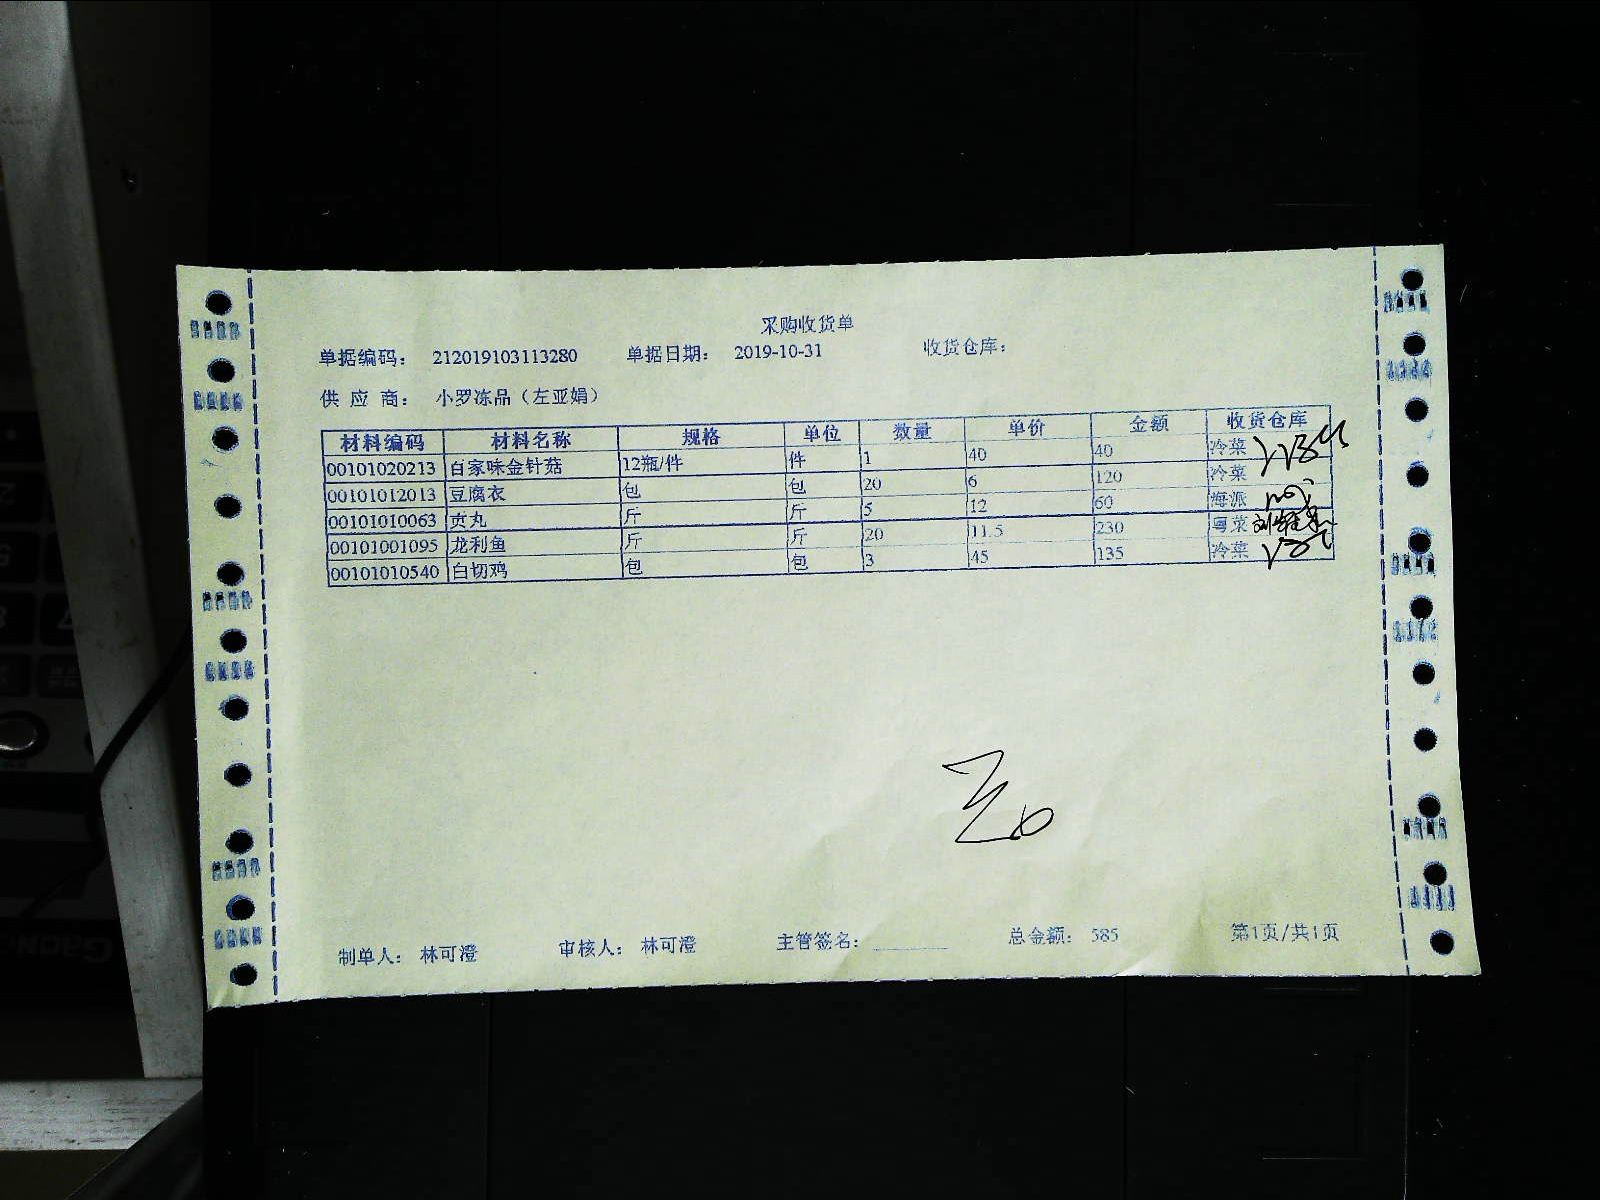 采购收货单
单据编码： 212019103113280 单据日期： 2019-10-31 收货仓库：
供 应 商： 小罗冻品（左亚娟）
材料编码 材料名称 规格 单位 数量 单价 金额 收货仓库
00101020213 百家味金针菇 12瓶/件 件 1 40 40 冷菜
00101012013 豆腐衣 包 包 20 6 120 冷菜
00101010063 贡丸 斤 斤 5 12 60 海派
00101001095 龙利鱼 斤 斤 20 11.5 230 粤菜
00101010540 白切鸡 包 包 3 45 135 冷菜
制单人： 林可澄 审核人： 林可澄 主管签名： 总金额： 585 第1页/共1页